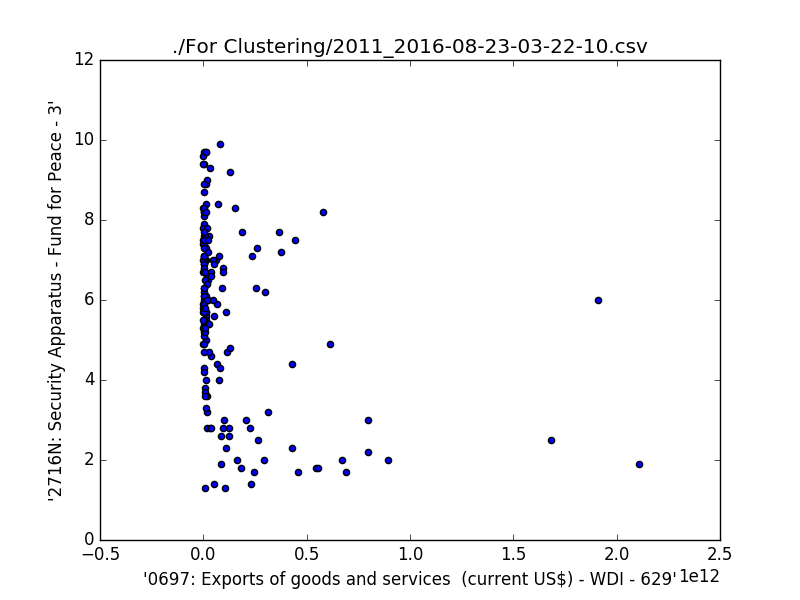 ./For Clustering/2011_2016-08-23-03-22-10.csv
12
10
8
6
4
2
0
'2716N: Security Apparatus - Fund for Peace - 3'
−0.5 0.0 0.5 1.0 1.5 2.0 2.5
1e12
'0697: Exports of goods and services  (current US$) - WDI - 629'